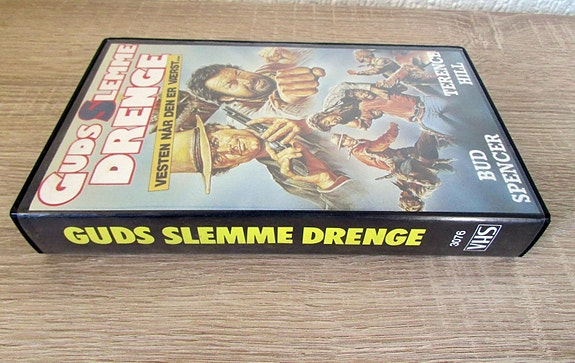 GUDS SLEMME
DRENGE
VESTEN NÅR DEN ER VÆRST...
TERENCE
HILL
BUD
SPENCER
GUDS SLEMME DRENGE
3076
VHS